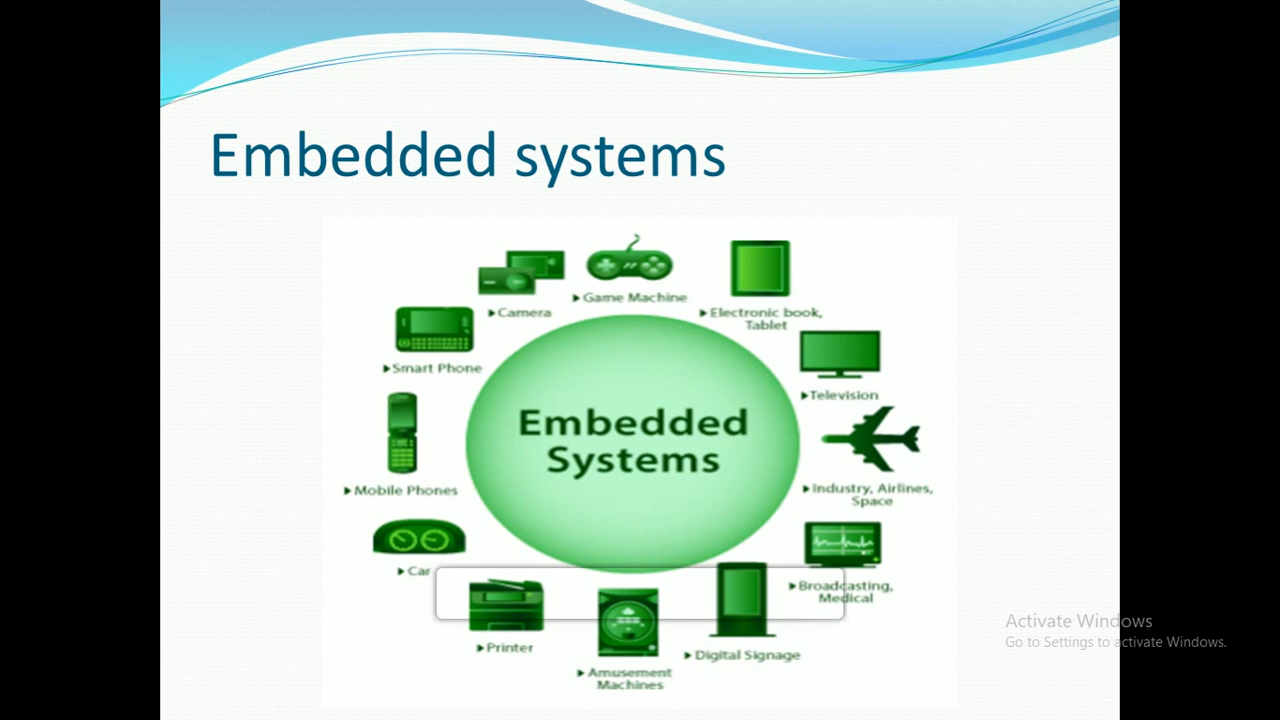 Embedded systems
Game Machine
Camera
Electronic book,
Tablet
Smart Phone
Television
Embedded
Systems
Mobile Phones
Industry, Airlines,
Space
Car
Broadcasting,
Medical
Printer
Digital Signage
Amusement
Machines
Activate Windows
Go to Settings to activate Windows.